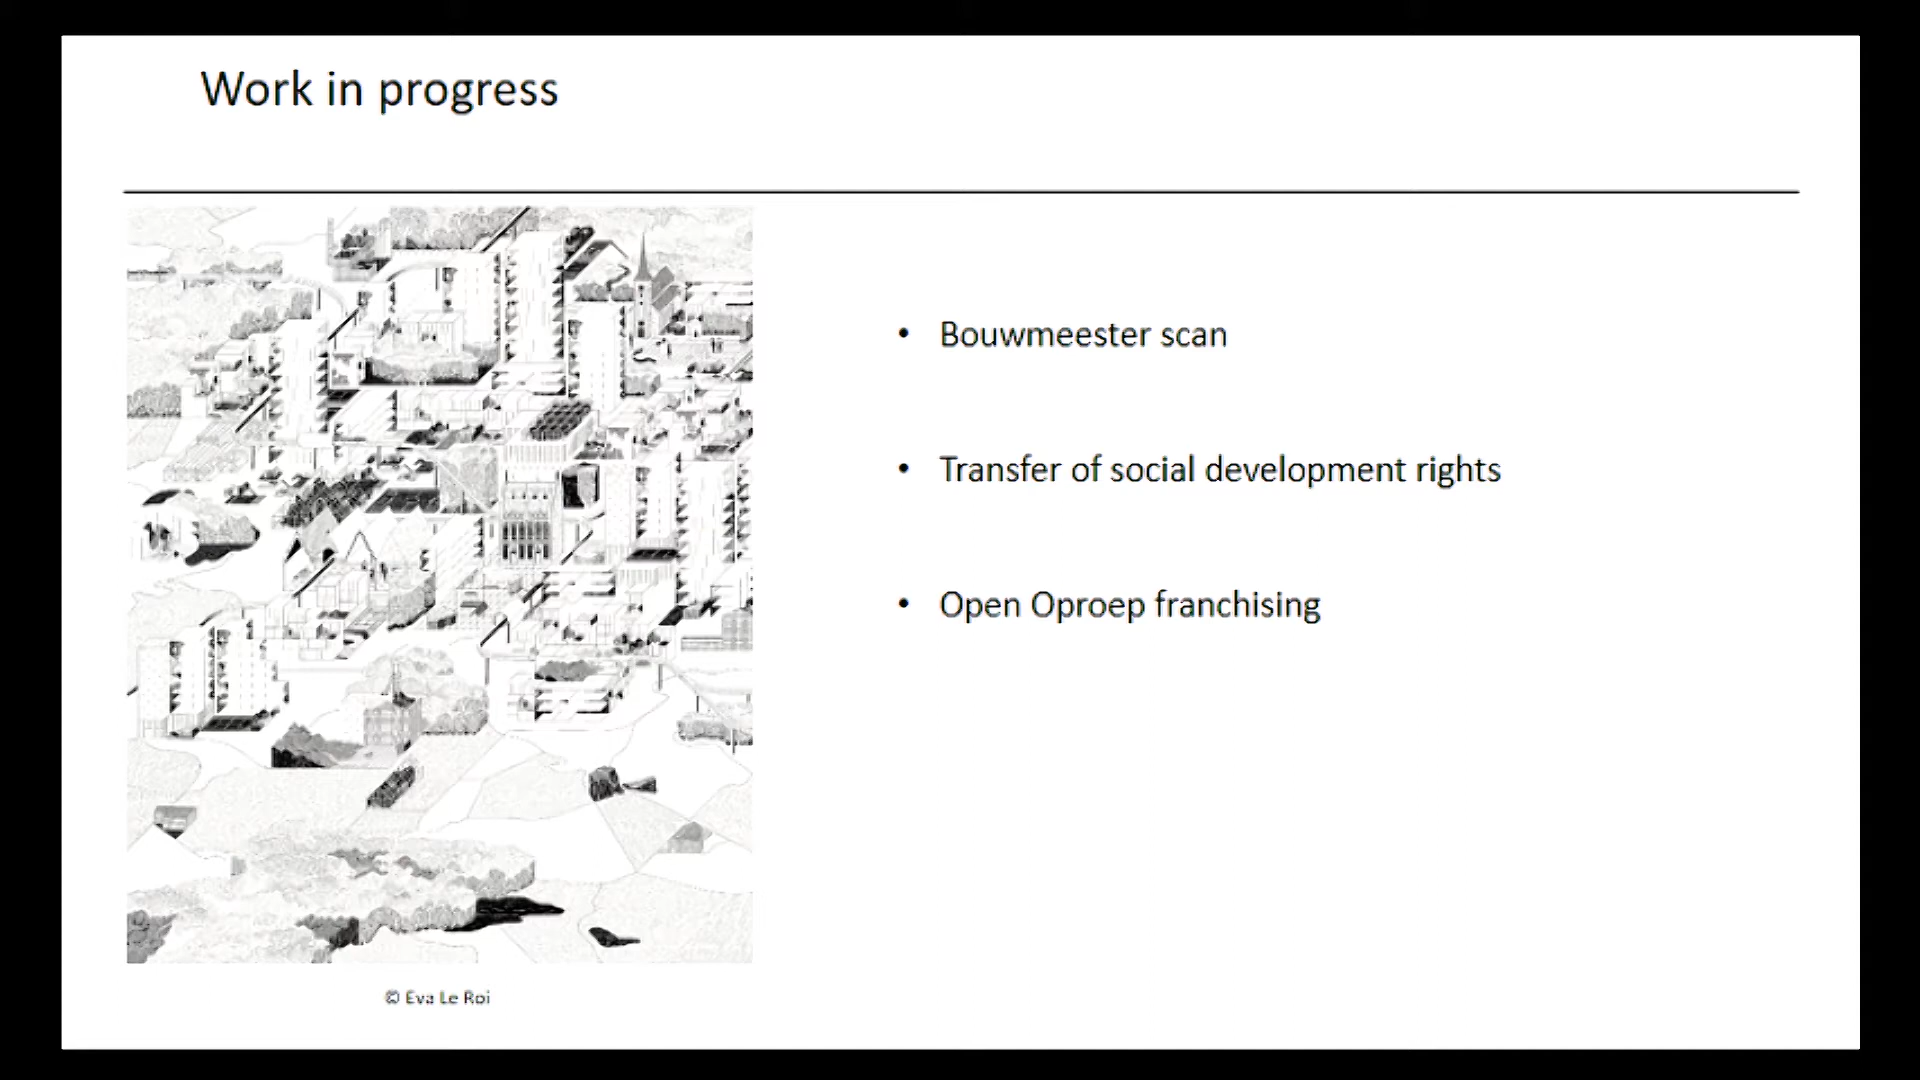 Work in progress
• Bouwmeester scan
• Transfer of social development rights
• Open Oproep franchising
© Eva Le Roi